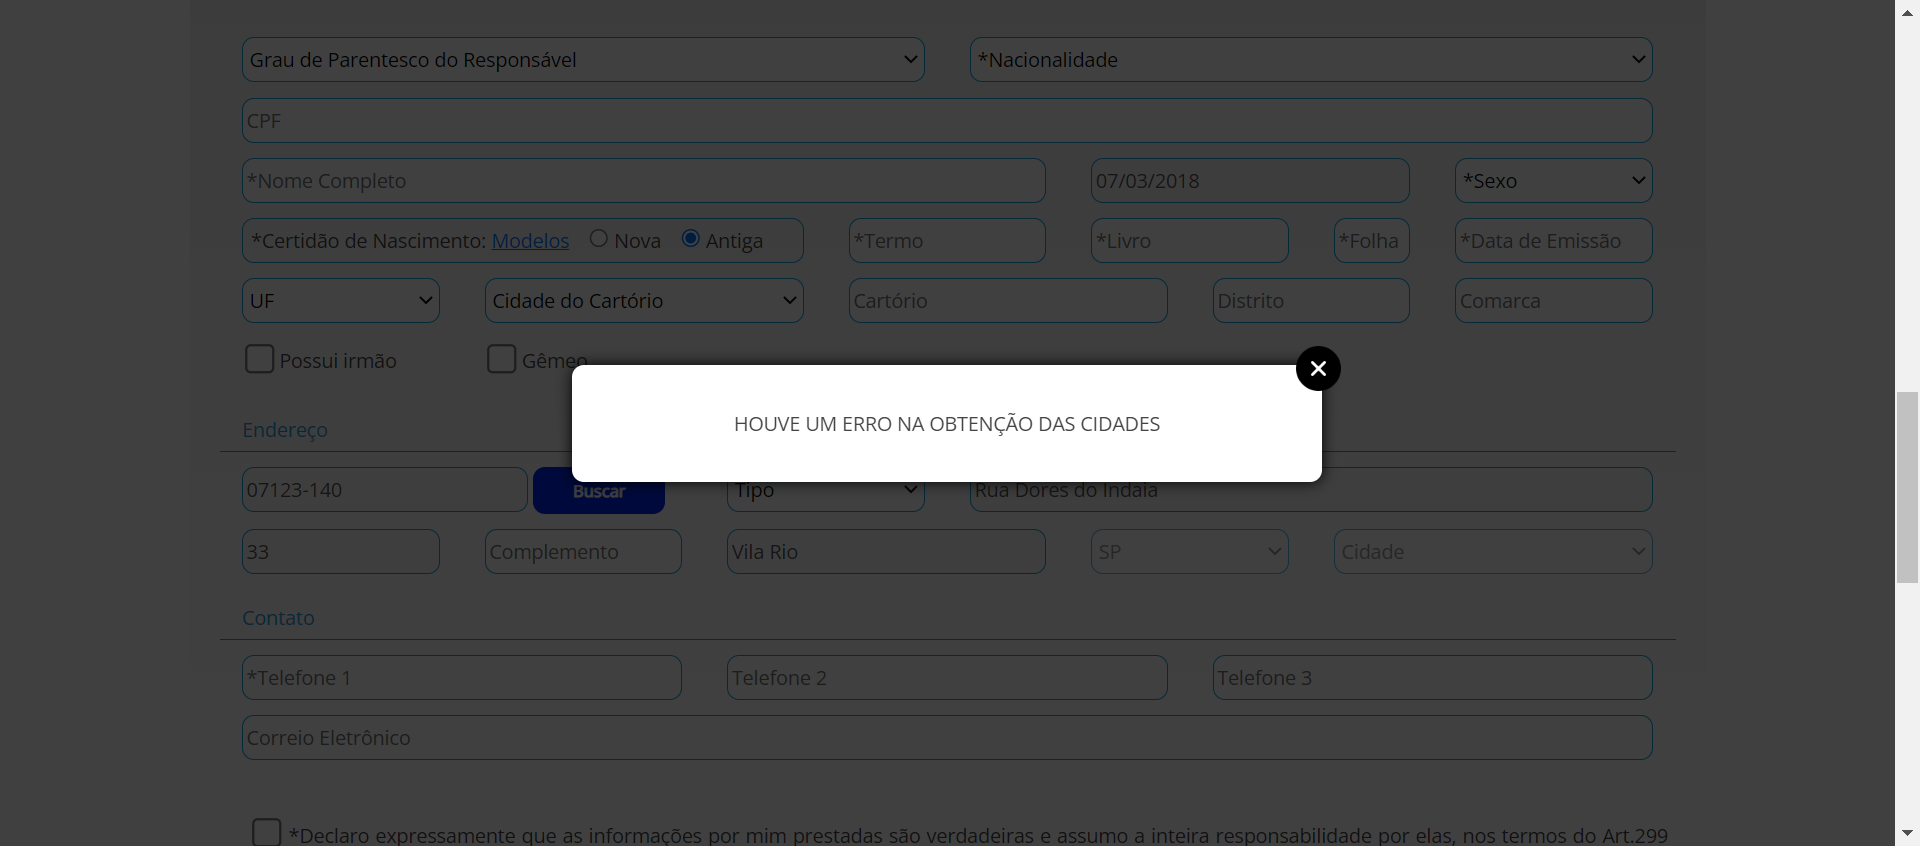 Grau de Parentesco do Responsável *Nacionalidade
CPF
*Nome Completo 07/03/2018 *Sexo
*Certidão de Nascimento: Modelos Nova Antiga *Termo *Livro *Folha *Data de Emissão
UF Cidade do Cartório Cartório Distrito Comarca
Possui irmão Gêmeo
HOUVE UM ERRO NA OBTENÇÃO DAS CIDADES
Endereço
07123-140 Buscar Tipo Rua Dores do Indaiá
33 Complemento Vila Rio SP Cidade
Contato
*Telefone 1 Telefone 2 Telefone 3
Correio Eletrônico
*Declaro expressamente que as informações por mim prestadas são verdadeiras e assumo a inteira responsabilidade por elas, nos termos do Art.299